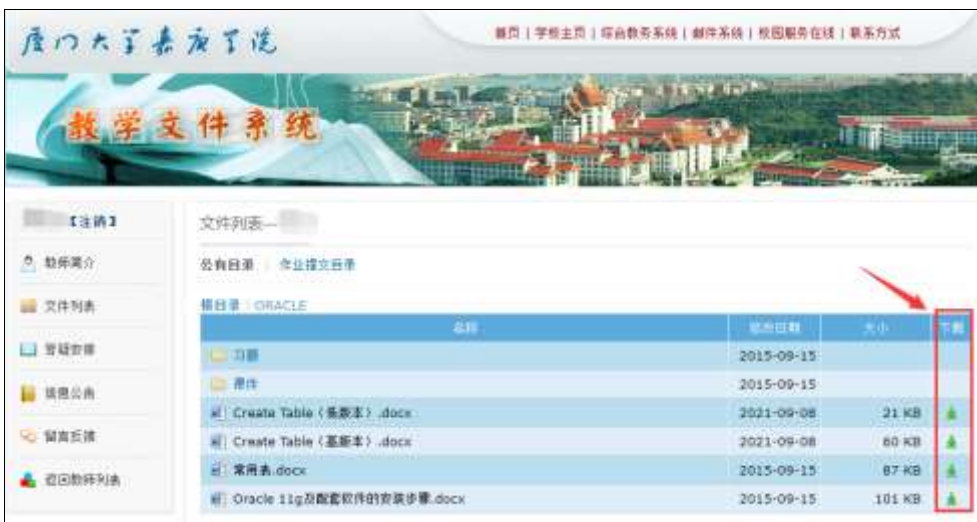 厦门大学嘉庚学院
首页 | 学校主页 | 综合教务系统 | 邮件系统 | 校园服务在线 | 联系方式
教学文件系统
【注销】
教师简介
文件列表
答疑安排
信息公告
留言反馈
返回教师列表
文件列表—
公有目录 | 作业提交目录
根目录 : ORACLE
名称 修改日期 大小 下载
习题 2015-09-15
课件 2015-09-15
Create Table .docx 2021-09-08 21 KB
Create Table .docx 2021-09-08 60 KB
常用表.docx 2015-09-15 87 KB
Oracle 11g及配套软件的安装步骤.docx 2015-09-15 101 KB